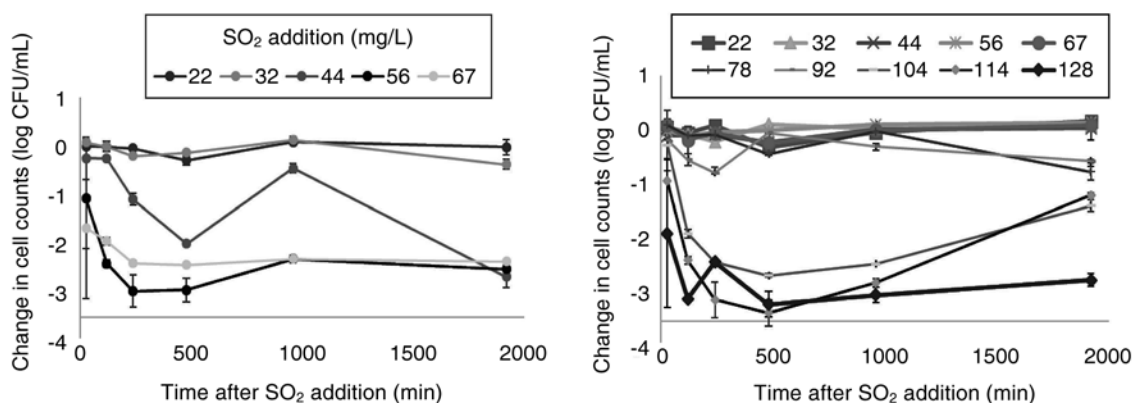 SO₂ addition (mg/L)
22 32 44 56 67
1
0
-1
-2
-3
-4
0 500 1000 1500 2000
Change in cell counts (log CFU/mL)
Time after SO₂ addition (min)
22 32 44 56 67
78 92 104 114 128
1
0
-1
-2
-3
-4
0 500 1000 1500 2000
Change in cell counts (log CFU/mL)
Time after SO₂ addition (min)